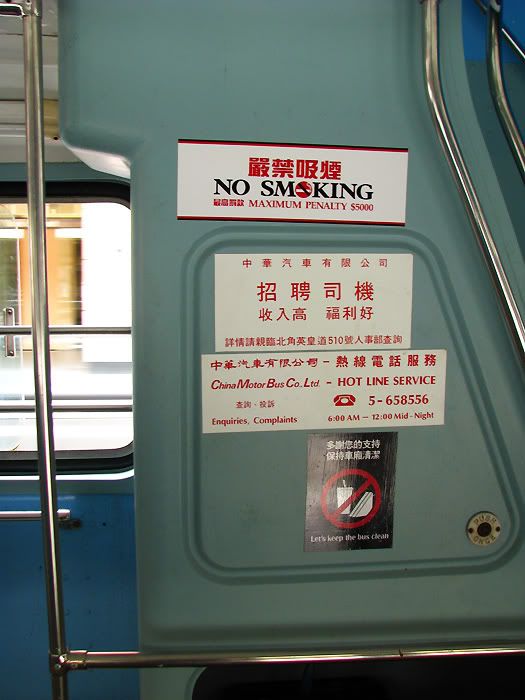 嚴禁吸煙
NO SMOKING
最高罰款 MAXIMUM PENALTY $5000
中華汽車有限公司
招聘司機
收入高 福利好
詳情請親臨北角英皇道510號人事部查詢
中華汽車有限公司 - 熱線電話服務
China Motor Bus Co. Ltd. - HOT LINE SERVICE
查詢、投訴 5-658556
Enquiries, Complaints 6:00 AM — 12:00 Mid-Night
多謝您的支持
保持車廂清潔
Let's keep the bus clean